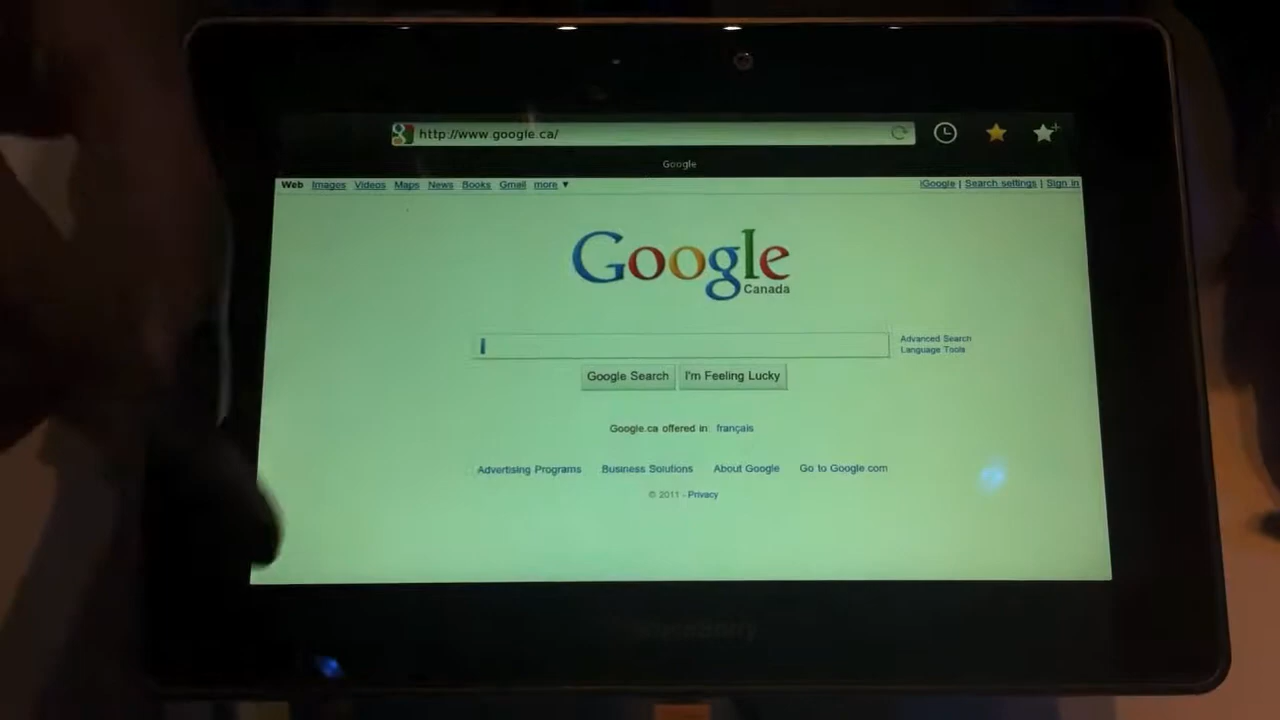 http://www.google.ca/
Google
Web Images Videos Maps News Books Gmail more ▼
iGoogle | Search settings | Sign in
Google
Canada
Advanced Search
Language Tools
Google Search I'm Feeling Lucky
Google.ca offered in: français
Advertising Programs Business Solutions About Google Go to Google.com
© 2011 - Privacy